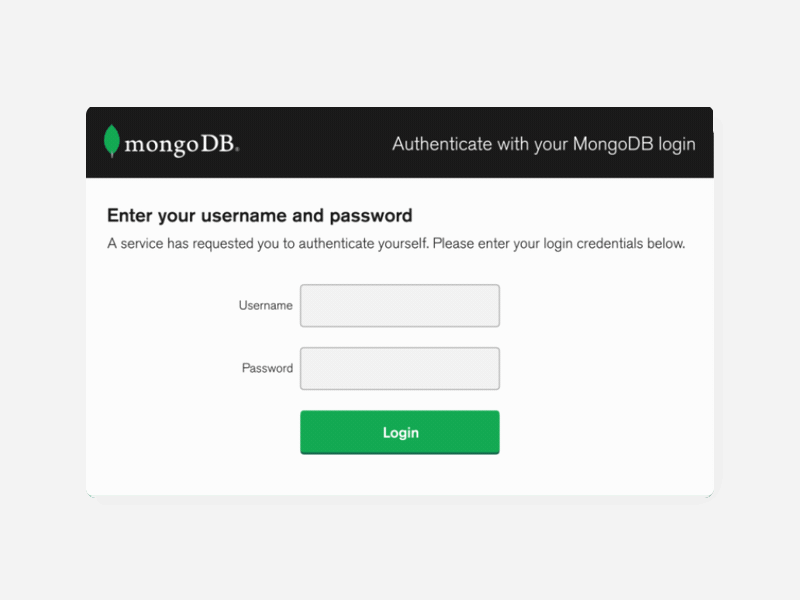 mongoDB®
Authenticate with your MongoDB login
Enter your username and password
A service has requested you to authenticate yourself. Please enter your login credentials below.
Username
Password
Login